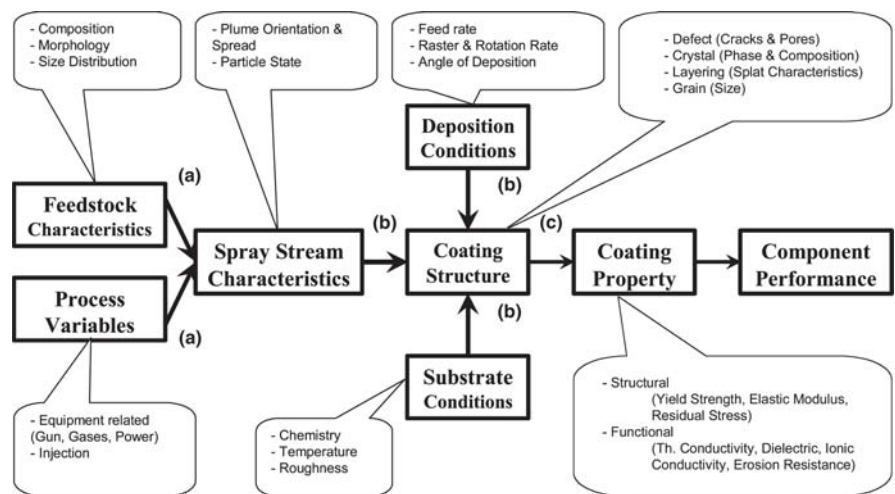 - Composition
- Morphology
- Size Distribution
- Plume Orientation &
Spread
- Particle State
- Feed rate
- Raster & Rotation Rate
- Angle of Deposition
- Defect (Cracks & Pores)
- Crystal (Phase & Composition)
- Layering (Splat Characteristics)
- Grain (Size)
Deposition
Conditions
(a)
(b)
Feedstock
Characteristics
(b)
(c)
Spray Stream
Characteristics
Coating
Structure
Coating
Property
Component
Performance
Process
Variables
(a)
(b)
Substrate
Conditions
- Equipment related
(Gun, Gases, Power)
- Injection
- Chemistry
- Temperature
- Roughness
- Structural
(Yield Strength, Elastic Modulus,
Residual Stress)
- Functional
(Th. Conductivity, Dielectric, Ionic
Conductivity, Erosion Resistance)